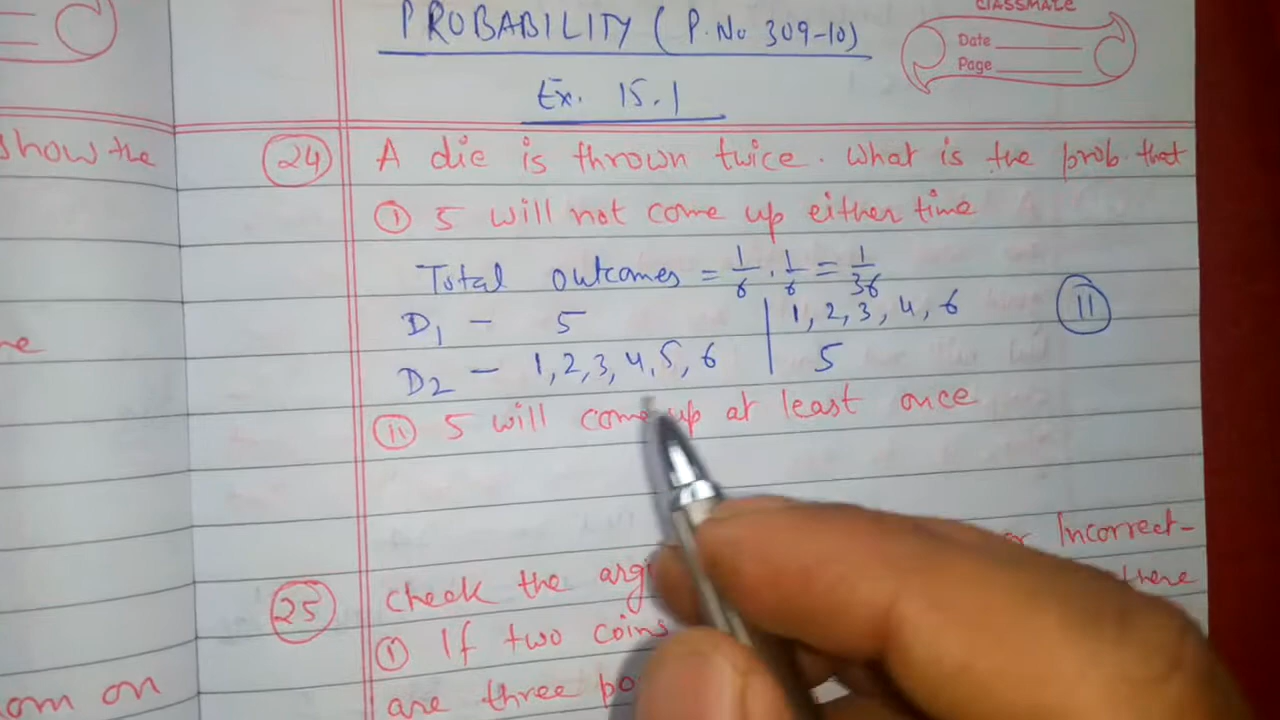 CLASSMATE
PROBABILITY (P. No 309-10)
Date
Page
Ex. 15.1
show the
24 A die is thrown twice. What is the prob. that
i 5 will not come up either time
Total outcomes = 1/6 . 1/6 = 1/36
D1 - 5 | 1, 2, 3, 4, 6
11
D2 - 1, 2, 3, 4, 5, 6 | 5
ii 5 will come up at least once
Incorrect-
25 Check the
there
i If two coins
are three
om on